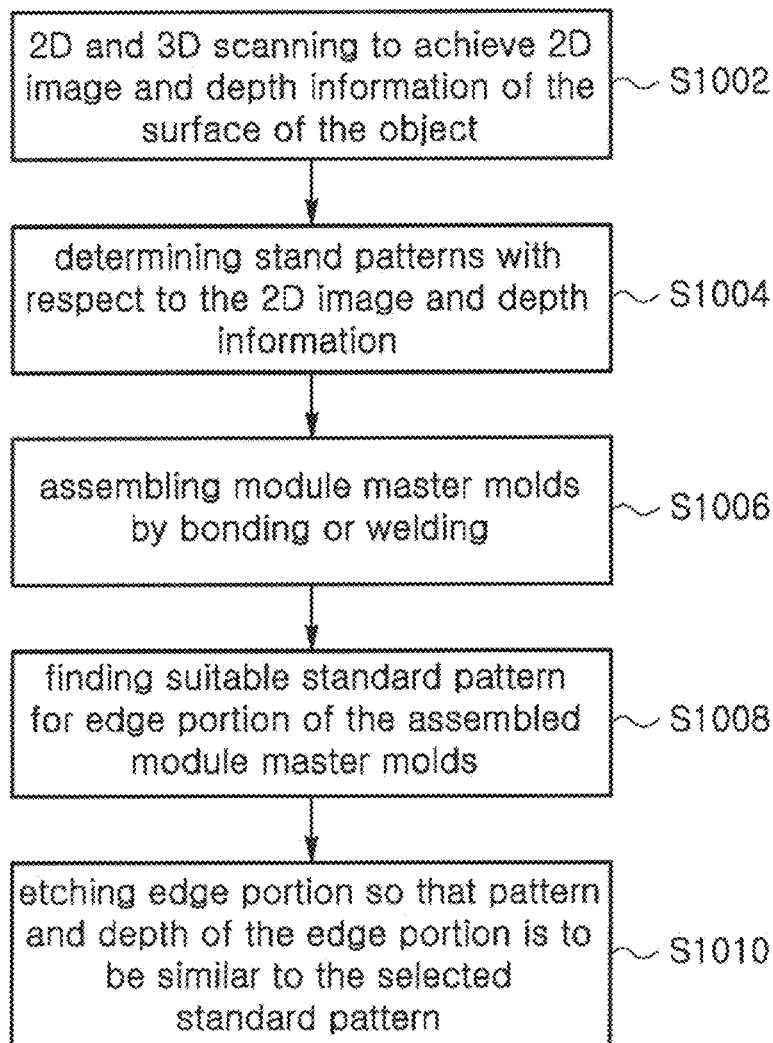 2D and 3D scanning to achieve 2D
image and depth information of the
surface of the object
S1002
determining stand patterns with
respect to the 2D image and depth
information
S1004
assembling module master molds
by bonding or welding
S1006
finding suitable standard pattern
for edge portion of the assembled
module master molds
S1008
etching edge portion so that pattern
and depth of the edge portion is to
be similar to the selected
standard pattern
S1010